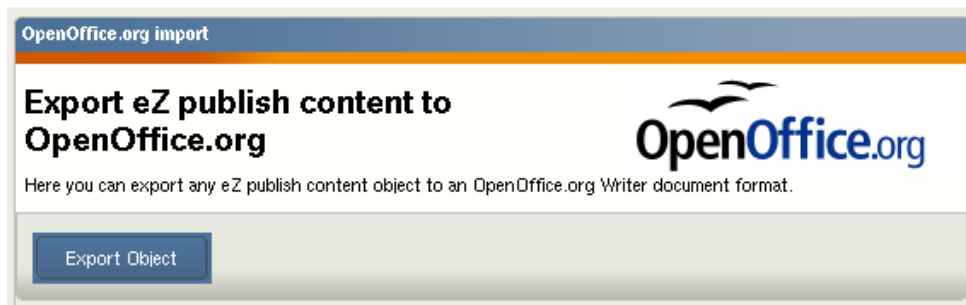 OpenOffice.org import
Export eZ publish content to
OpenOffice.org
OpenOffice.org
Here you can export any eZ publish content object to an OpenOffice.org Writer document format.
Export Object